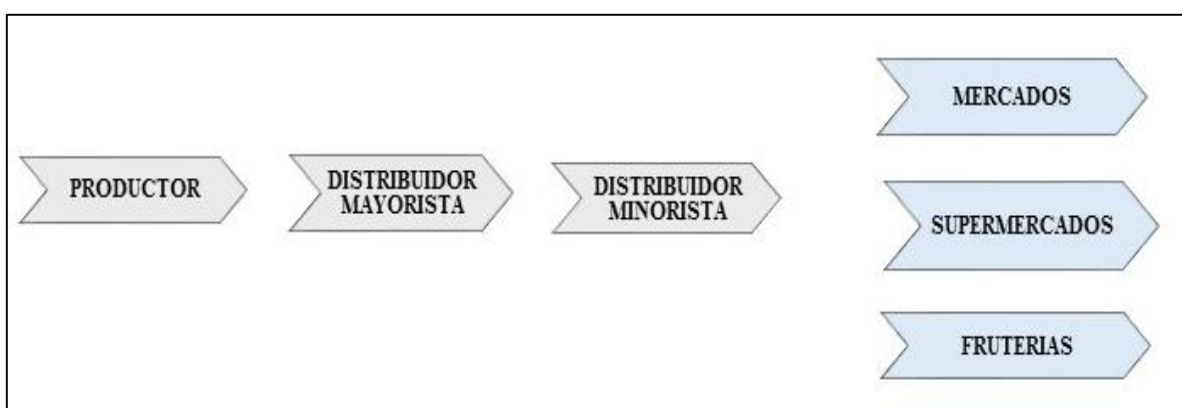 PRODUCTOR
DISTRIBUIDOR
MAYORISTA
DISTRIBUIDOR
MINORISTA
MERCADOS
SUPERMERCADOS
FRUTERIAS